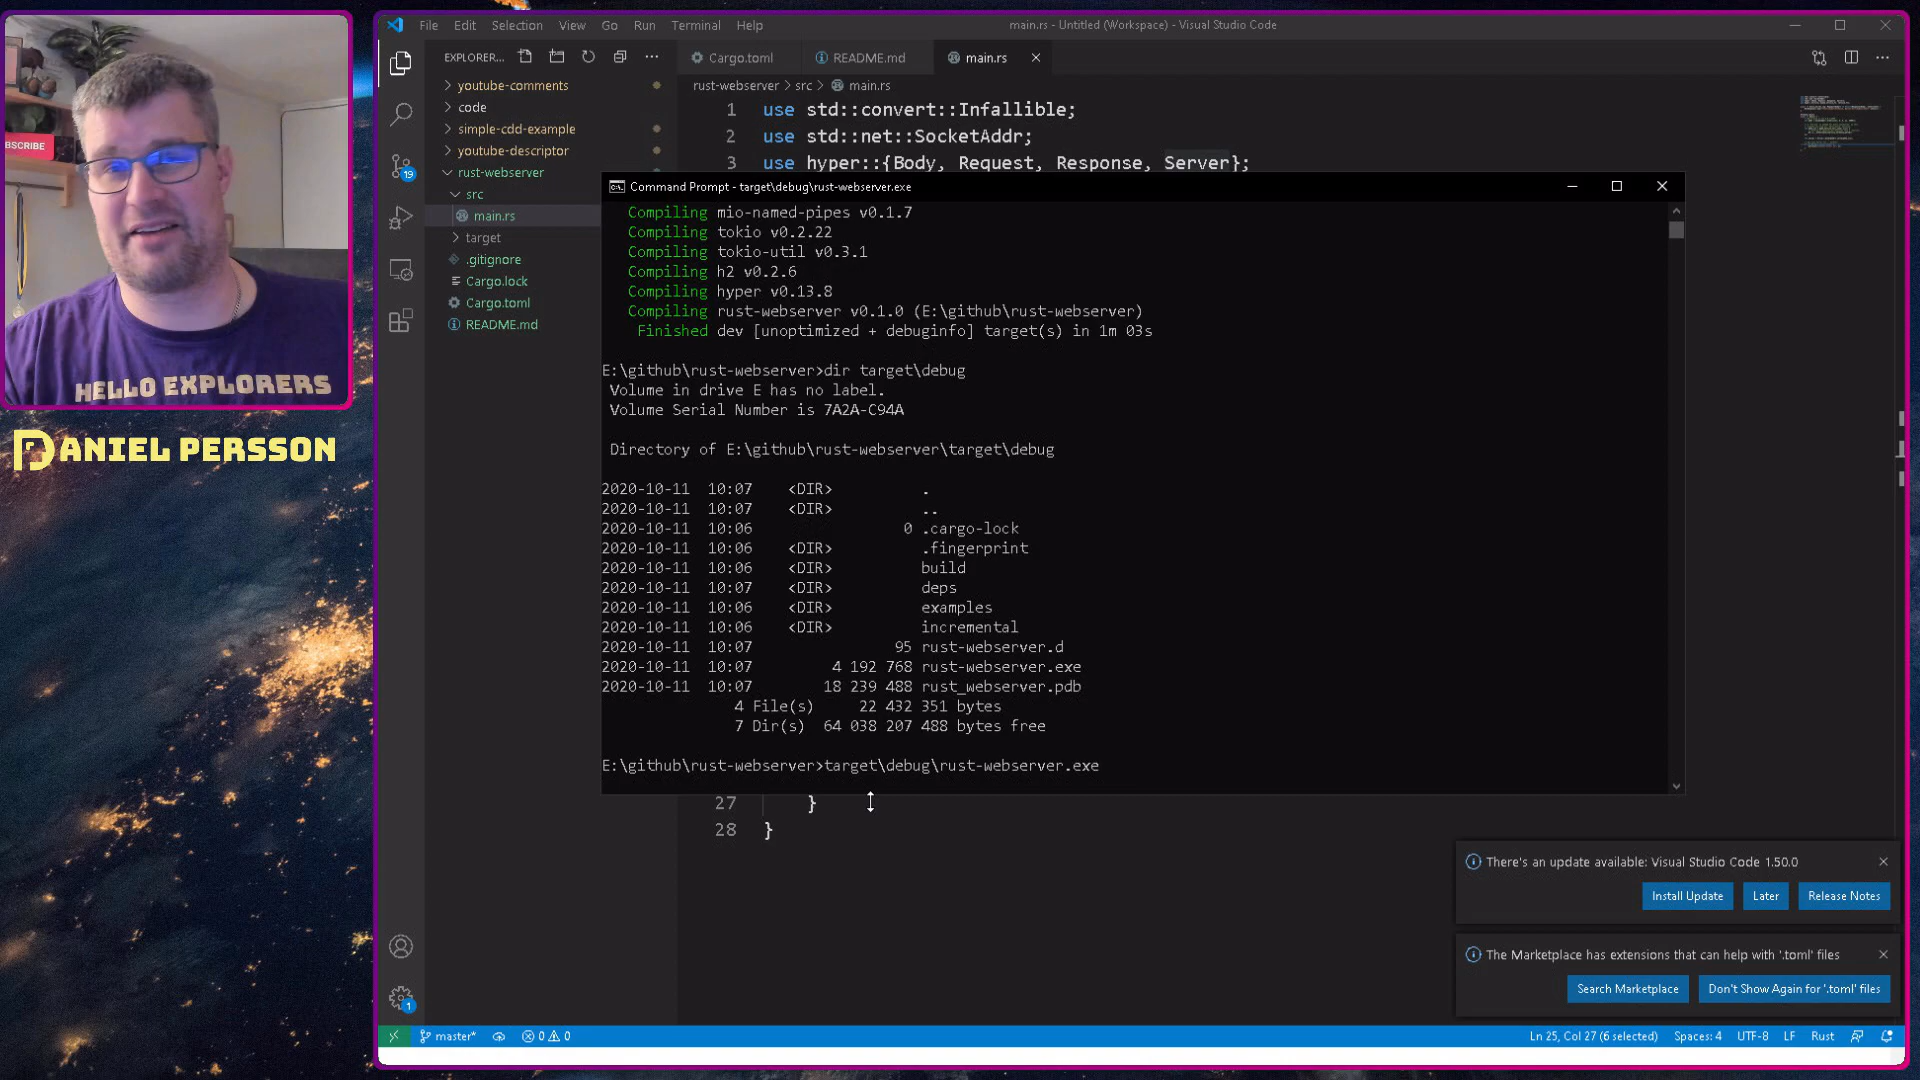 File Edit Selection View Go Run Terminal Help
main.rs - Untitled (Workspace) - Visual Studio Code
EXPLORER...
youtube-comments
code
simple-cdd-example
youtube-descriptor
rust-webserver
src
main.rs
target
.gitignore
Cargo.lock
Cargo.toml
README.md
19
Cargo.toml
README.md
main.rs
rust-webserver > src > main.rs
1 use std::convert::Infallible;
2 use std::net::SocketAddr;
3 use hyper::{Body, Request, Response, Server};
Command Prompt - target\debug\rust-webserver.exe
Compiling mio-named-pipes v0.1.7
Compiling tokio v0.2.22
Compiling tokio-util v0.3.1
Compiling h2 v0.2.6
Compiling hyper v0.13.8
Compiling rust-webserver v0.1.0 (E:\github\rust-webserver)
Finished dev [unoptimized + debuginfo] target(s) in 1m 03s
E:\github\rust-webserver>dir target\debug
Volume in drive E has no label.
Volume Serial Number is 7A2A-C94A
Directory of E:\github\rust-webserver\target\debug
2020-10-11 10:07 <DIR> .
2020-10-11 10:07 <DIR> ..
2020-10-11 10:06 0 .cargo-lock
2020-10-11 10:06 <DIR> .fingerprint
2020-10-11 10:06 <DIR> build
2020-10-11 10:07 <DIR> deps
2020-10-11 10:06 <DIR> examples
2020-10-11 10:06 <DIR> incremental
2020-10-11 10:07 95 rust-webserver.d
2020-10-11 10:07 4 192 768 rust-webserver.exe
2020-10-11 10:07 18 239 488 rust_webserver.pdb
4 File(s) 22 432 351 bytes
7 Dir(s) 64 038 207 488 bytes free
E:\github\rust-webserver>target\debug\rust-webserver.exe
27 }
28 }
There's an update available: Visual Studio Code 1.50.0
Install Update Later Release Notes
The Marketplace has extensions that can help with '.toml' files
Search Marketplace Don't Show Again for '.toml' files
1
master* 0 0
Ln 25, Col 27 (6 selected) Spaces: 4 UTF-8 LF Rust
SCRIBE
HELLO EXPLORERS
DANIEL PERSSON